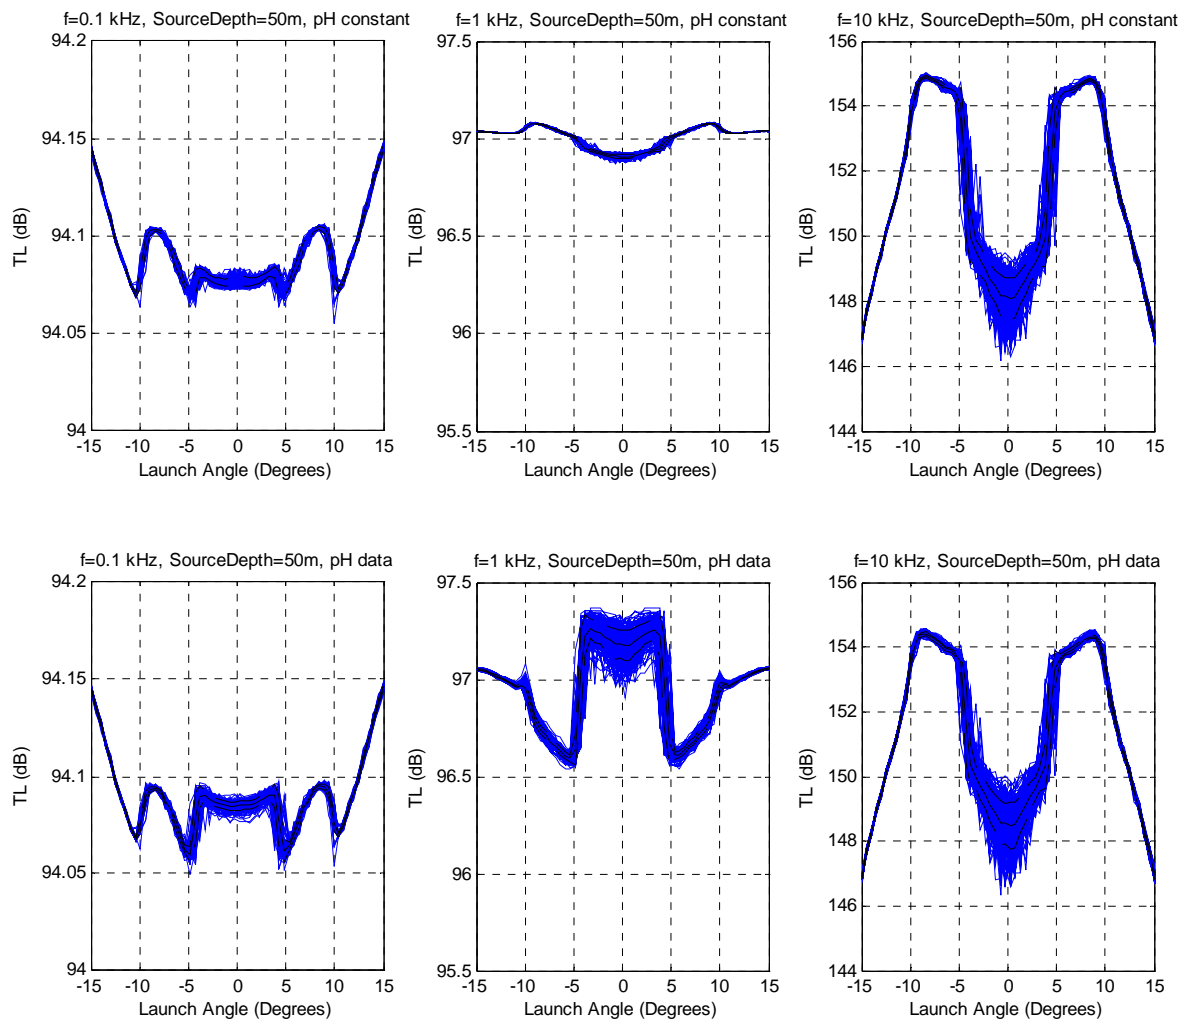 f=0.1 kHz, SourceDepth=50m, pH constant
94.2
94.15
94.1
94.05
94
TL (dB)
-15 -10 -5 0 5 10 15
Launch Angle (Degrees)
f=1 kHz, SourceDepth=50m, pH constant
97.5
97
96.5
96
95.5
TL (dB)
-15 -10 -5 0 5 10 15
Launch Angle (Degrees)
f=10 kHz, SourceDepth=50m, pH constant
156
154
152
150
148
146
144
TL (dB)
-15 -10 -5 0 5 10 15
Launch Angle (Degrees)
f=0.1 kHz, SourceDepth=50m, pH data
94.2
94.15
94.1
94.05
94
TL (dB)
-15 -10 -5 0 5 10 15
Launch Angle (Degrees)
f=1 kHz, SourceDepth=50m, pH data
97.5
97
96.5
96
95.5
TL (dB)
-15 -10 -5 0 5 10 15
Launch Angle (Degrees)
f=10 kHz, SourceDepth=50m, pH data
156
154
152
150
148
146
144
TL (dB)
-15 -10 -5 0 5 10 15
Launch Angle (Degrees)